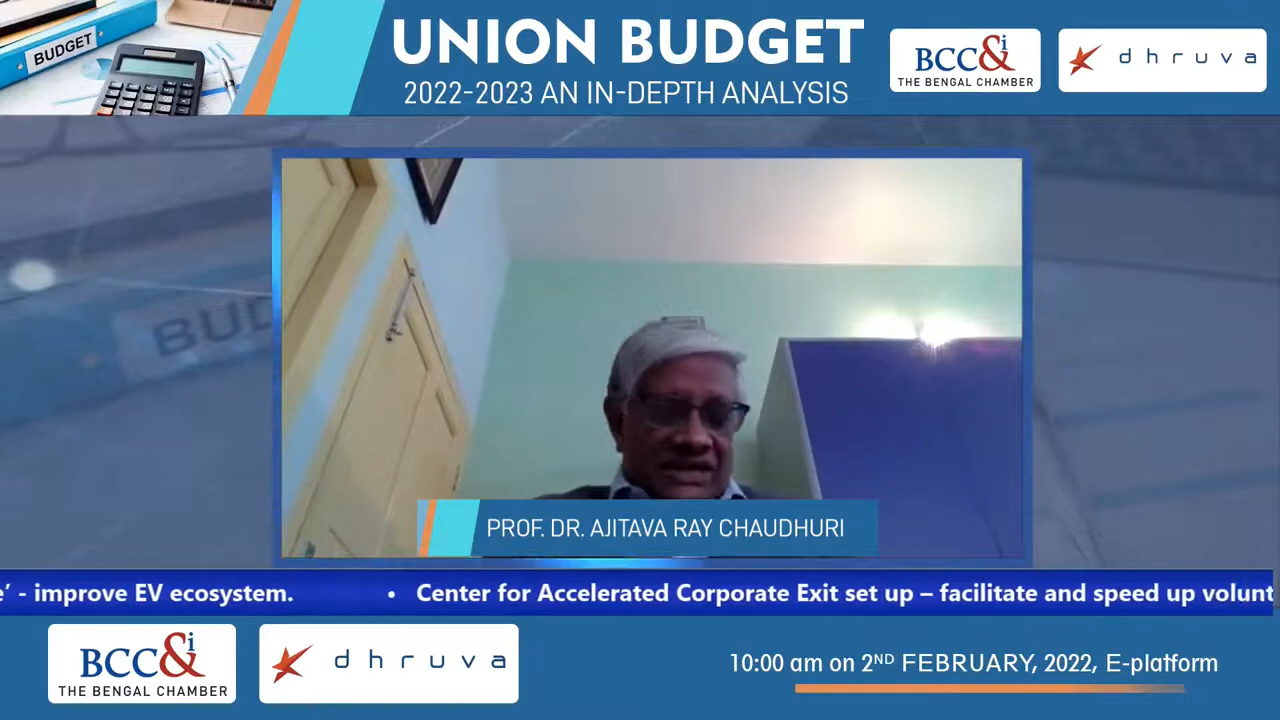 BUDGET
UNION BUDGET
2022-2023 AN IN-DEPTH ANALYSIS
BCC&i
THE BENGAL CHAMBER
dhruva
BUD
PROF. DR. AJITAVA RAY CHAUDHURI
e’ - improve EV ecosystem. • Center for Accelerated Corporate Exit set up – facilitate and speed up volunt
BCC&i
THE BENGAL CHAMBER
dhruva
10:00 am on 2ND FEBRUARY, 2022, E-platform